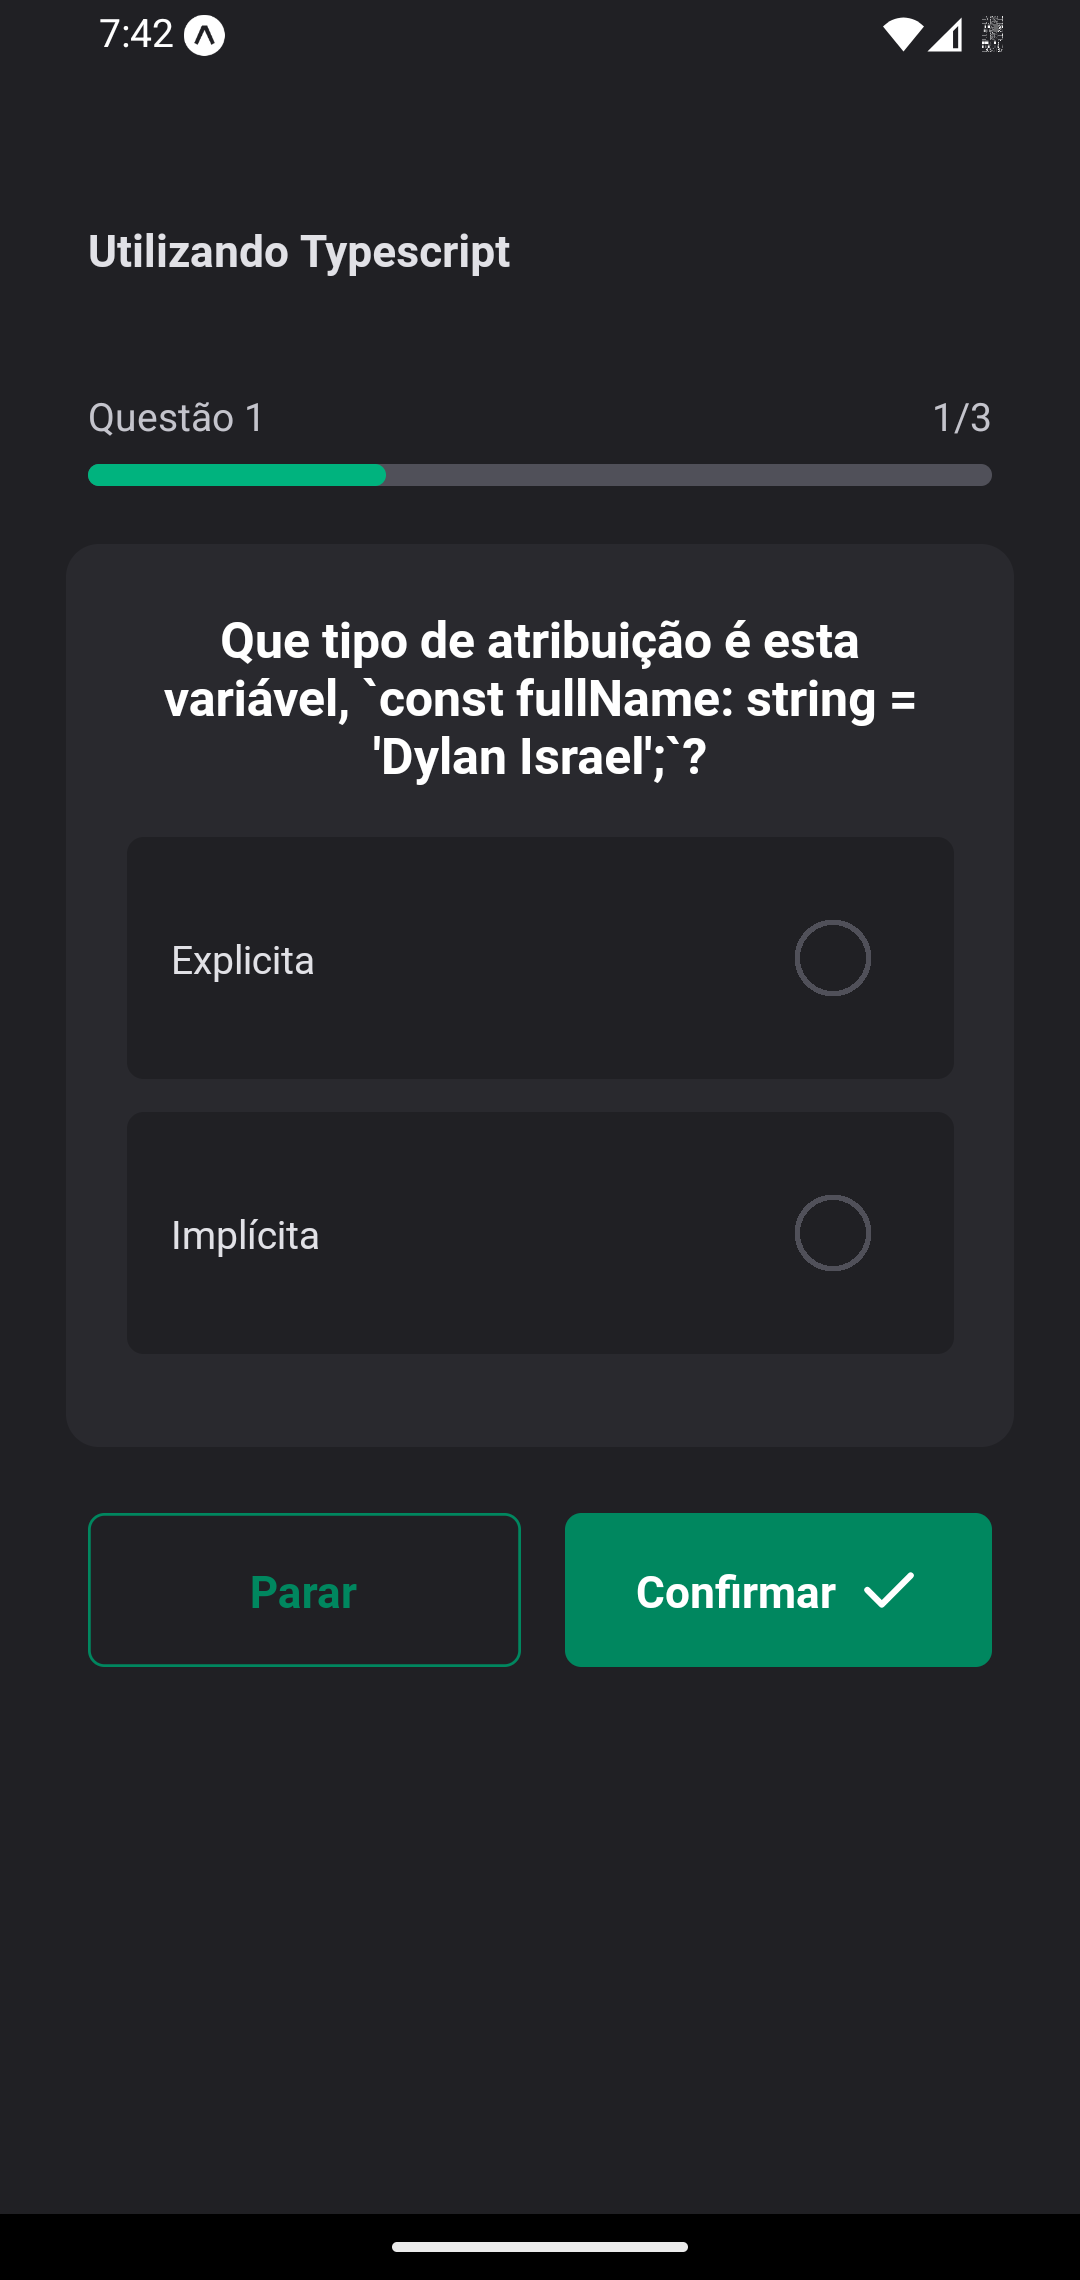 7:42
Utilizando Typescript
Questão 1
1/3
Que tipo de atribuição é esta
variável, `const fullName: string =
'Dylan Israel';`?
Explicita
Implícita
Parar
Confirmar